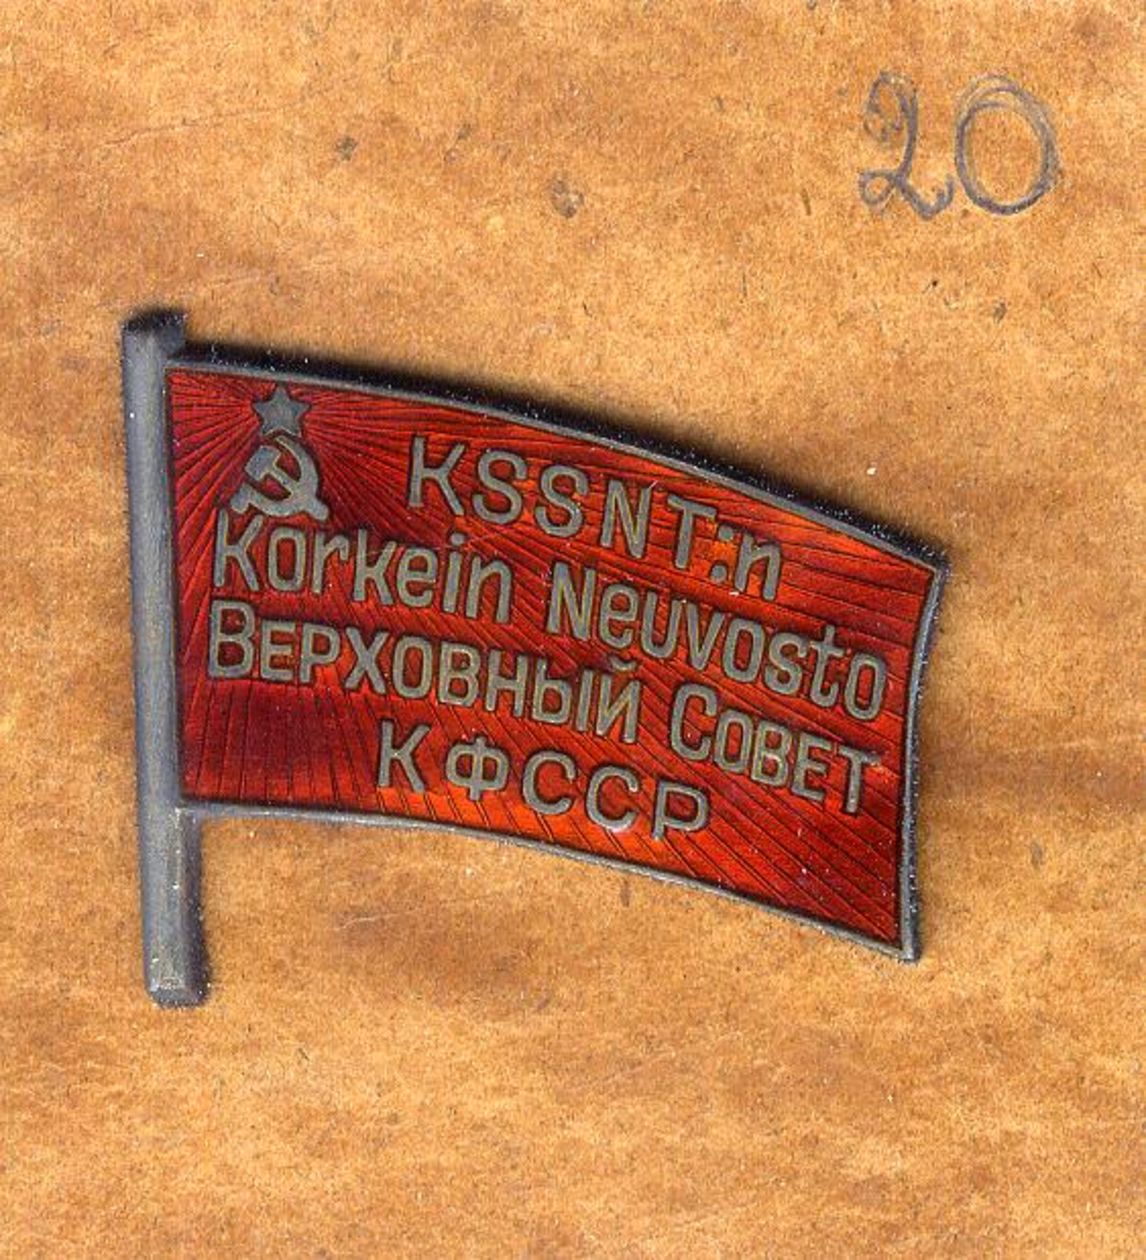 20
KSSNT:n
Korkein Neuvosto
ВЕРХОВНЫЙ СОВЕТ
КФССР